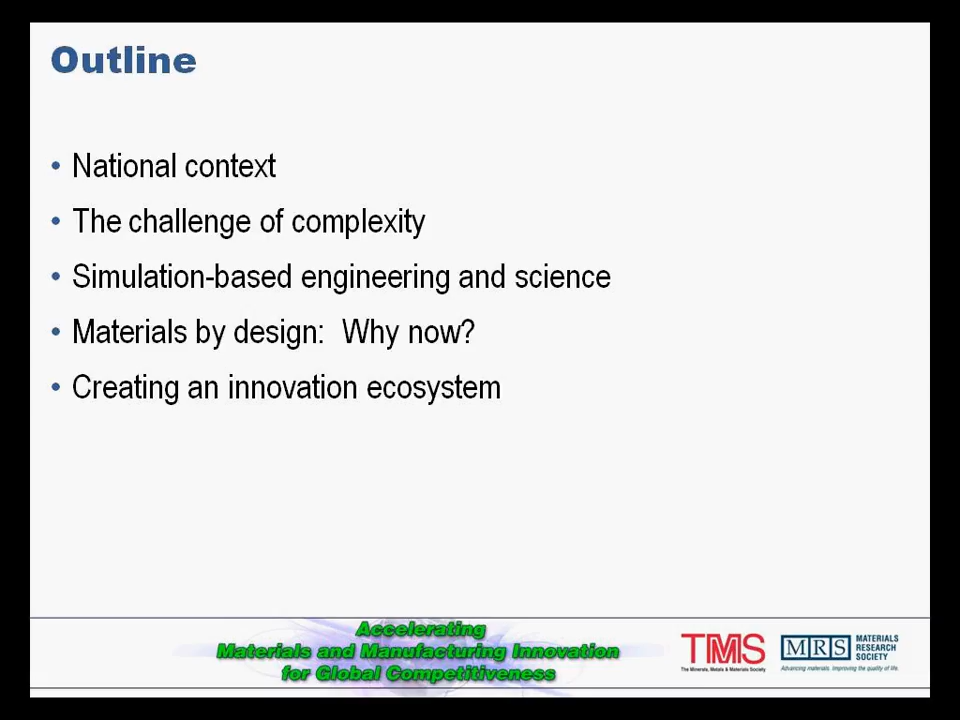 Outline
• National context
• The challenge of complexity
• Simulation-based engineering and science
• Materials by design:  Why now?
• Creating an innovation ecosystem
Accelerating
Materials and Manufacturing Innovation
for Global Competitiveness
TMS
The Minerals, Metals & Materials Society
MRS
MATERIALS
RESEARCH
SOCIETY
Advancing materials. Improving the quality of life.